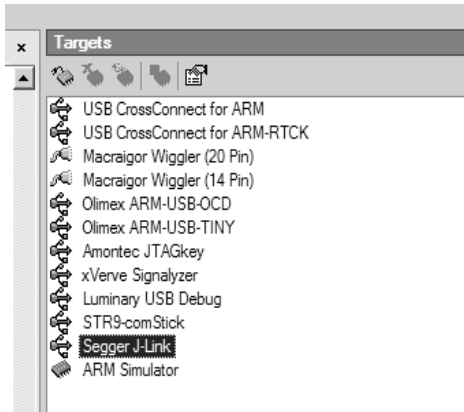 Targets
USB CrossConnect for ARM
USB CrossConnect for ARM-RTCK
Macraigor Wiggler (20 Pin)
Macraigor Wiggler (14 Pin)
Olimex ARM-USB-OCD
Olimex ARM-USB-TINY
Amontec JTAGkey
xVerve Signalyzer
Luminary USB Debug
STR9-comStick
Segger J-Link
ARM Simulator